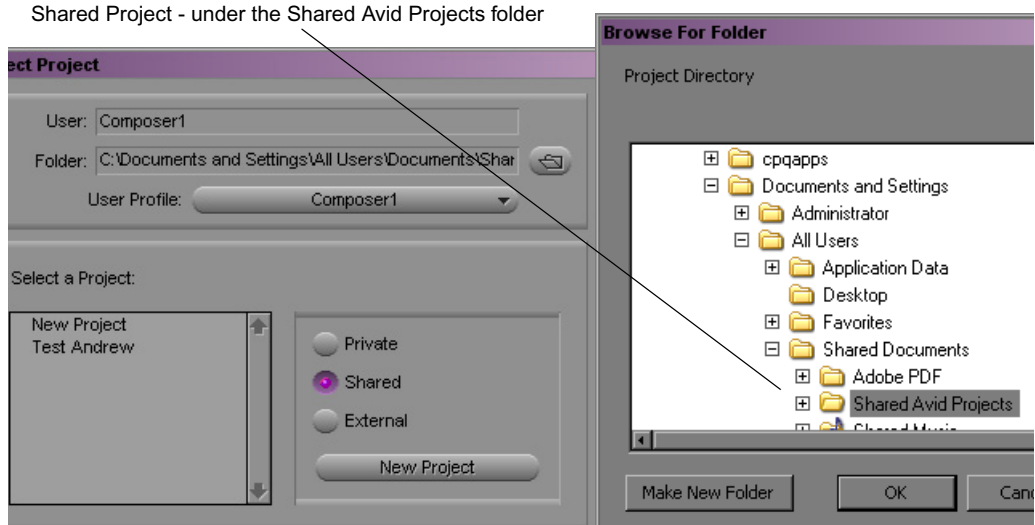 Shared Project - under the Shared Avid Projects folder
ect Project
User: Composer1
Folder: C:\Documents and Settings\All Users\Documents\Shar
User Profile: Composer1
Select a Project:
New Project
Test Andrew
Private
Shared
External
New Project
Browse For Folder
Project Directory
cpqapps
Documents and Settings
Administrator
All Users
Application Data
Desktop
Favorites
Shared Documents
Adobe PDF
Shared Avid Projects
Shared Music
Make New Folder
OK
Canc